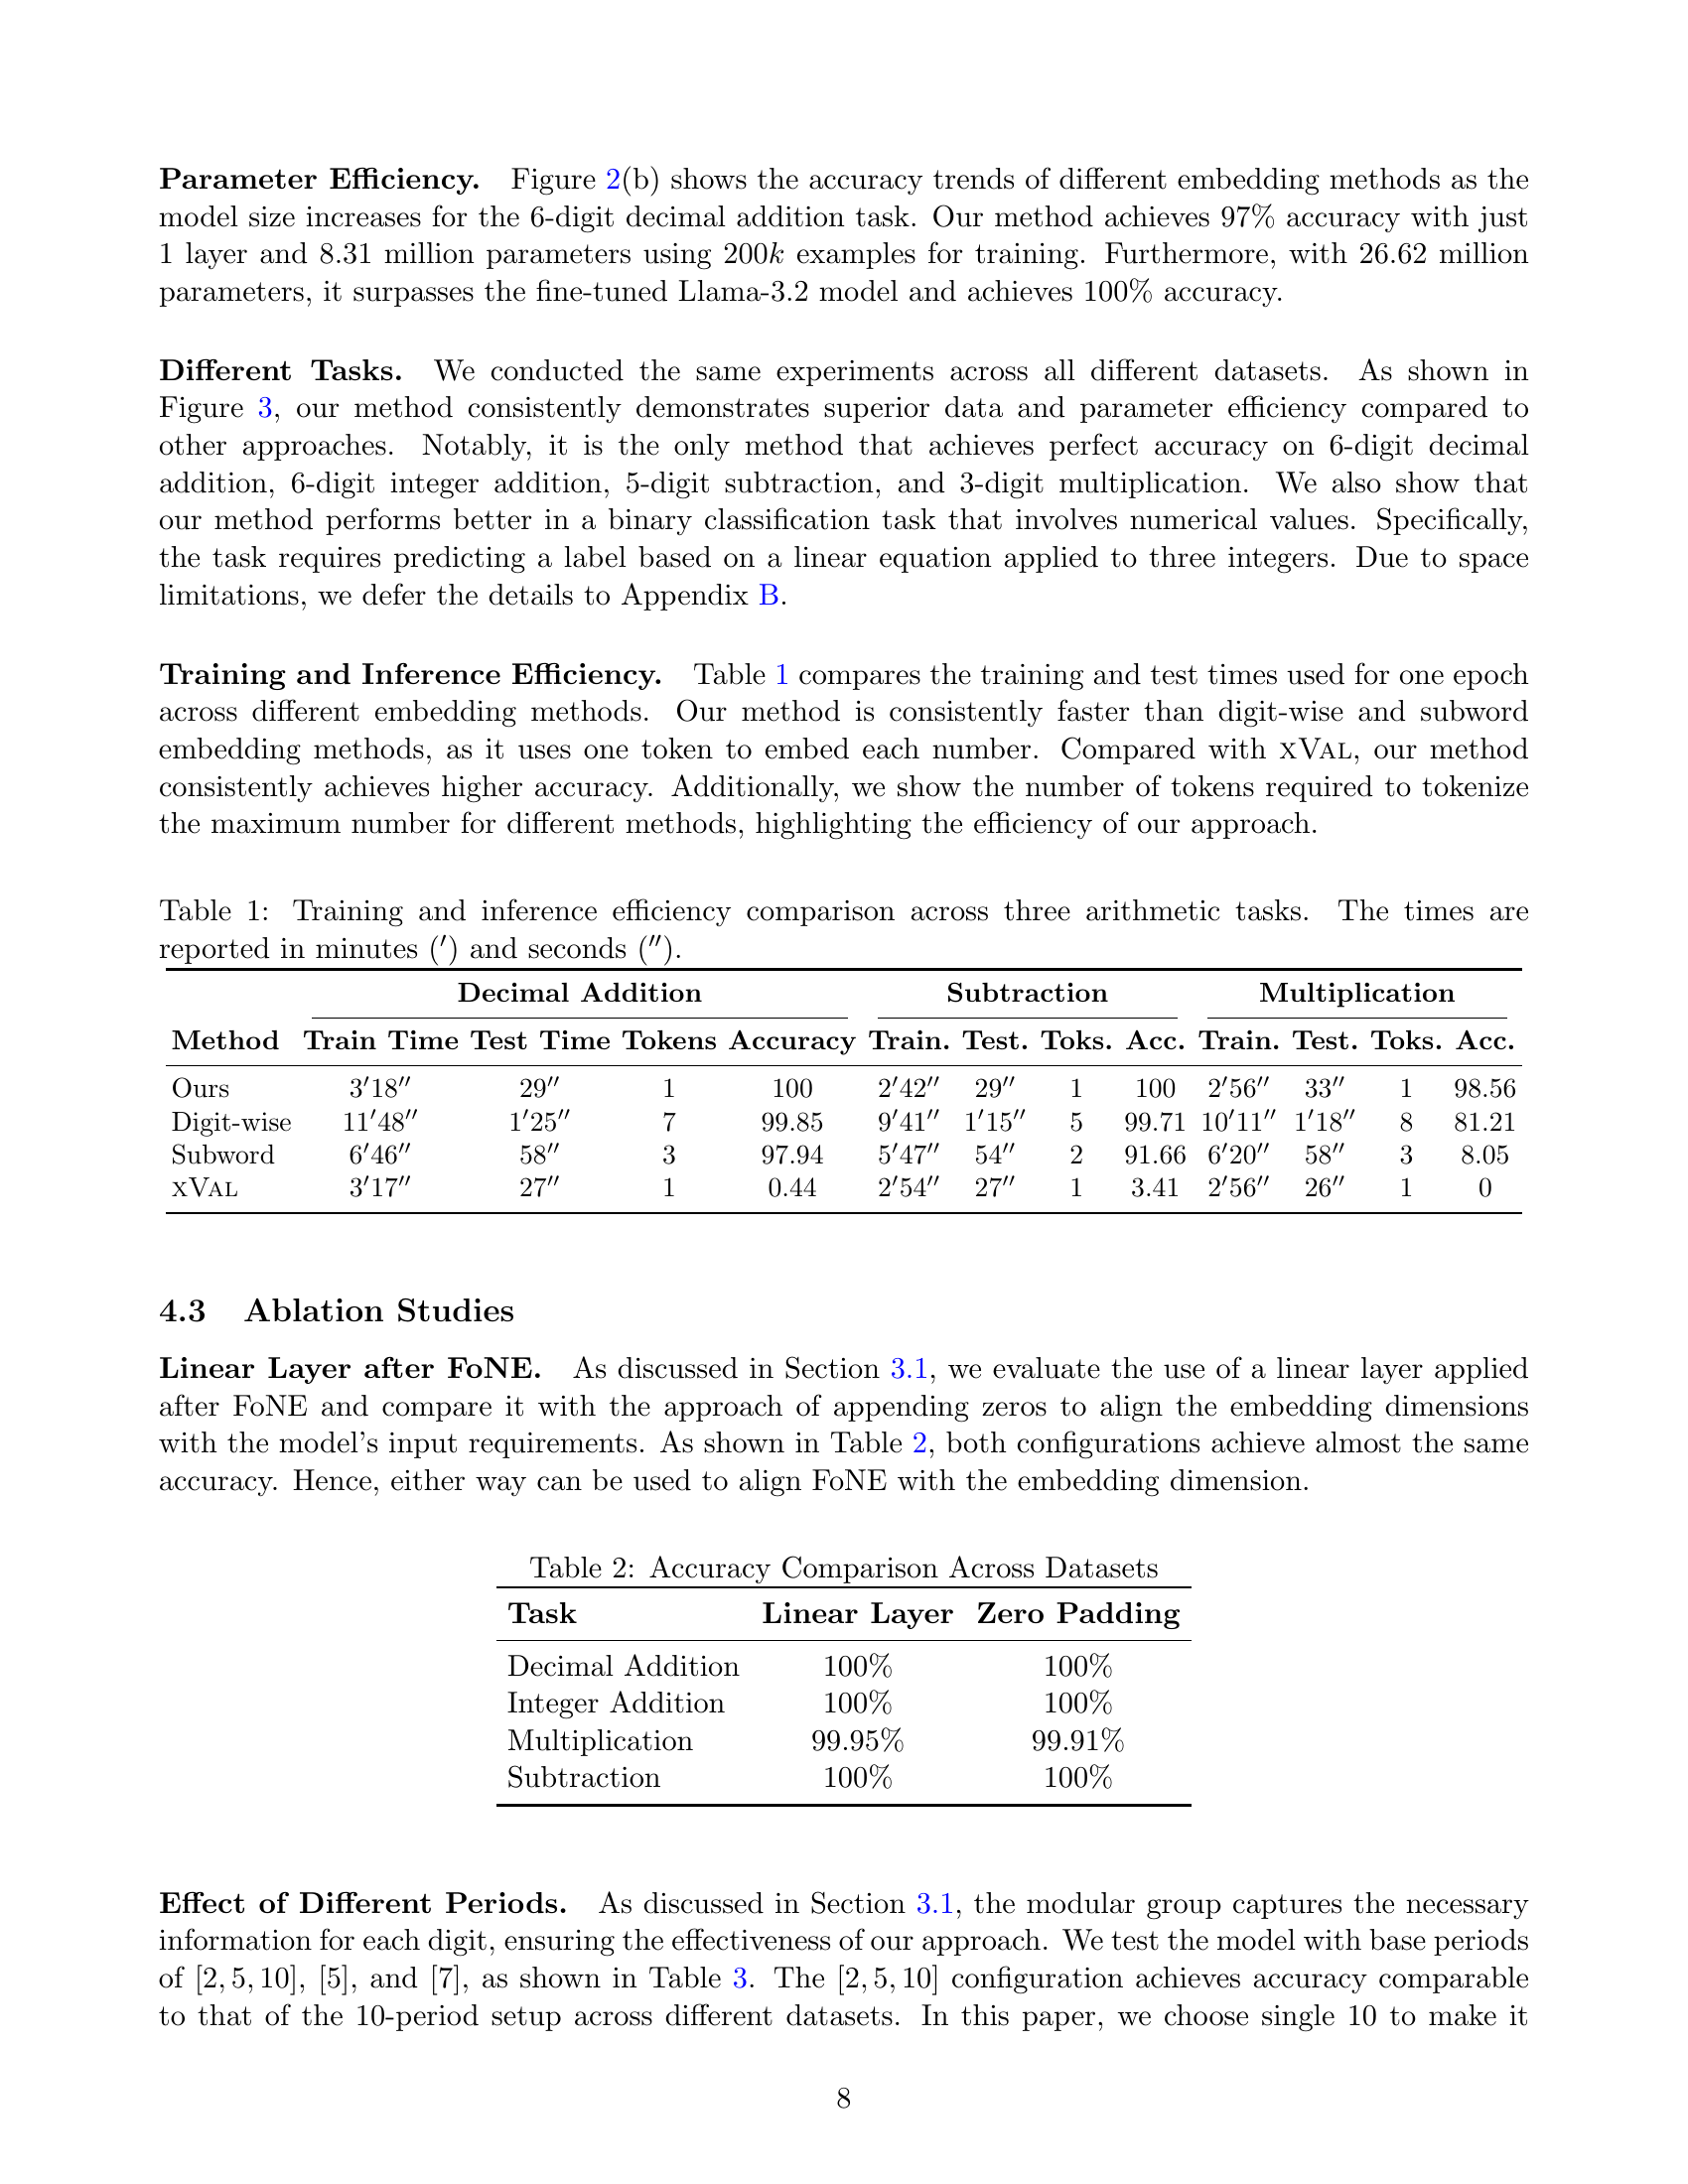 Parameter Efficiency. Figure 2(b) shows the accuracy trends of different embedding methods as the
model size increases for the 6-digit decimal addition task. Our method achieves 97% accuracy with just
1 layer and 8.31 million parameters using 200k examples for training. Furthermore, with 26.62 million
parameters, it surpasses the fine-tuned Llama-3.2 model and achieves 100% accuracy.
Different Tasks. We conducted the same experiments across all different datasets. As shown in
Figure 3, our method consistently demonstrates superior data and parameter efficiency compared to
other approaches. Notably, it is the only method that achieves perfect accuracy on 6-digit decimal
addition, 6-digit integer addition, 5-digit subtraction, and 3-digit multiplication. We also show that
our method performs better in a binary classification task that involves numerical values. Specifically,
the task requires predicting a label based on a linear equation applied to three integers. Due to space
limitations, we defer the details to Appendix B.
Training and Inference Efficiency. Table 1 compares the training and test times used for one epoch
across different embedding methods. Our method is consistently faster than digit-wise and subword
embedding methods, as it uses one token to embed each number. Compared with xVal, our method
consistently achieves higher accuracy. Additionally, we show the number of tokens required to tokenize
the maximum number for different methods, highlighting the efficiency of our approach.
Table 1: Training and inference efficiency comparison across three arithmetic tasks. The times are
reported in minutes (′) and seconds (″).
Decimal Addition Subtraction Multiplication
Method Train Time Test Time Tokens Accuracy Train. Test. Toks. Acc. Train. Test. Toks. Acc.
Ours 3′18″ 29″ 1 100 2′42″ 29″ 1 100 2′56″ 33″ 1 98.56
Digit-wise 11′48″ 1′25″ 7 99.85 9′41″ 1′15″ 5 99.71 10′11″ 1′18″ 8 81.21
Subword 6′46″ 58″ 3 97.94 5′47″ 54″ 2 91.66 6′20″ 58″ 3 8.05
xVal 3′17″ 27″ 1 0.44 2′54″ 27″ 1 3.41 2′56″ 26″ 1 0
4.3 Ablation Studies
Linear Layer after FoNE. As discussed in Section 3.1, we evaluate the use of a linear layer applied
after FoNE and compare it with the approach of appending zeros to align the embedding dimensions
with the model's input requirements. As shown in Table 2, both configurations achieve almost the same
accuracy. Hence, either way can be used to align FoNE with the embedding dimension.
Table 2: Accuracy Comparison Across Datasets
Task Linear Layer Zero Padding
Decimal Addition 100% 100%
Integer Addition 100% 100%
Multiplication 99.95% 99.91%
Subtraction 100% 100%
Effect of Different Periods. As discussed in Section 3.1, the modular group captures the necessary
information for each digit, ensuring the effectiveness of our approach. We test the model with base periods
of [2, 5, 10], [5], and [7], as shown in Table 3. The [2, 5, 10] configuration achieves accuracy comparable
to that of the 10-period setup across different datasets. In this paper, we choose single 10 to make it
8